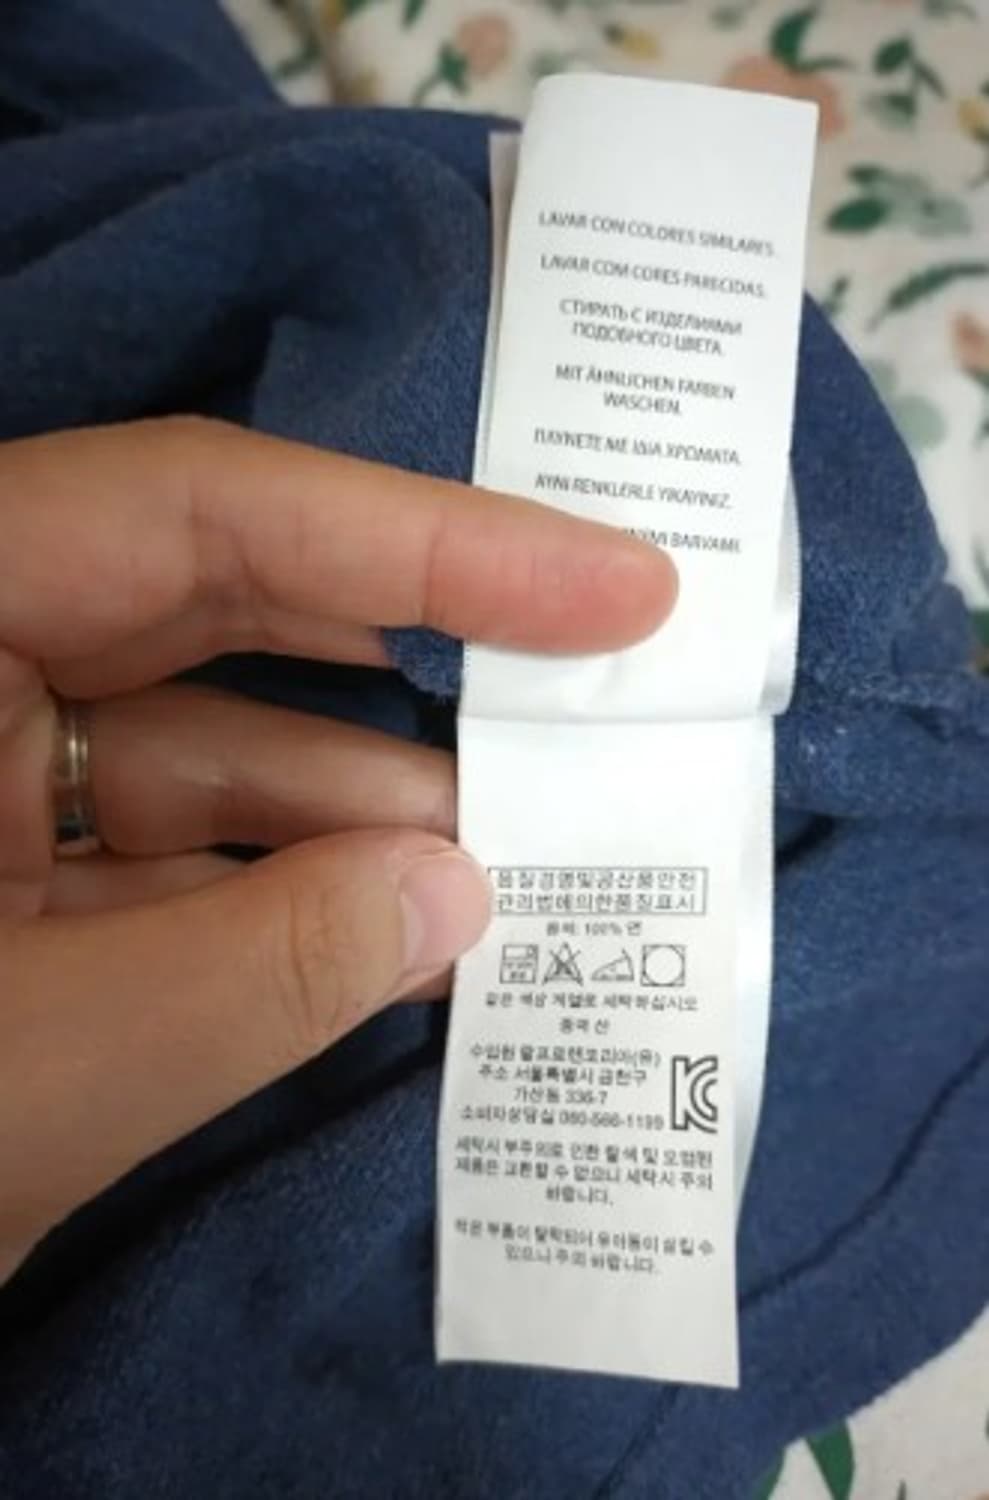 LAVAR CON COLORES SIMILARES.
LAVAR COM CORES PARECIDAS.
СТИРАТЬ С ИЗДЕЛИЯМИ
ПОДОБНОГО ЦВЕТА.
MIT ÄHNLICHEN FARBEN
WASCHEN.
ΠΛΥΝΕΤΕ ΜΕ ΙΔΙΑ ΧΡΩΜΑΤΑ.
AYNI RENKLERLE YIKAYINIZ.
BARVAMI.
품질경영및공산품안전
관리법에의한품질표시
몸체: 100% 면
같은 색상 계열로 세탁하십시오
중국 산
수입원 랄프로렌코리아(유)
주소 서울특별시 금천구
가산동 336-7
소비자상담실 080-566-1199
KC
세탁시 부주의로 인한 탈색 및 오염된
제품은 교환할 수 없으니 세탁시 주의
바랍니다.
작은 부품이 탈락되어 유아동이 삼킬 수
있으니 주의 바랍니다.